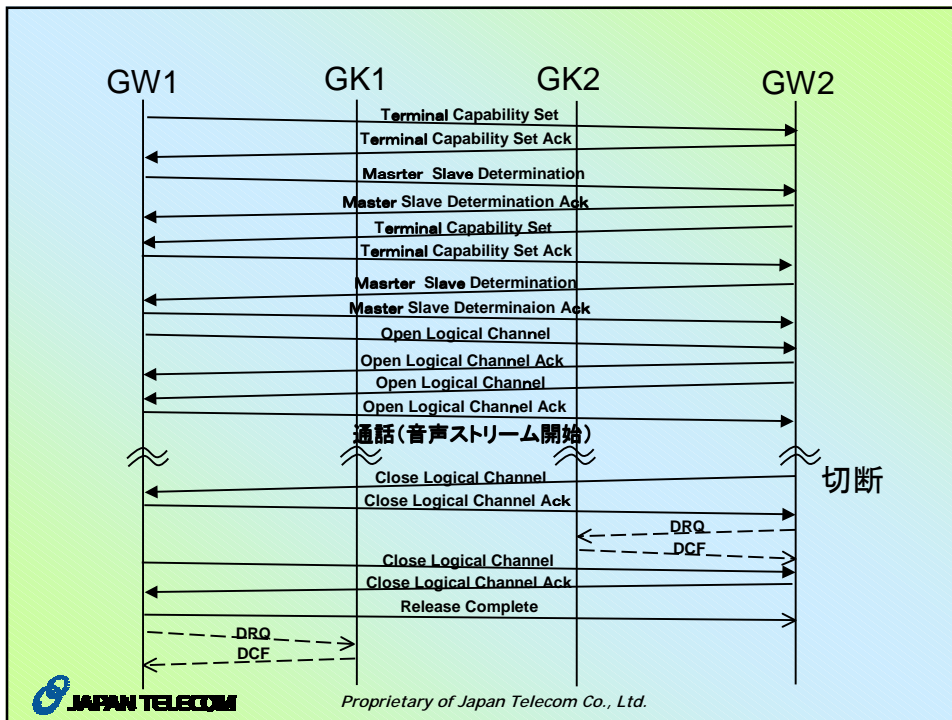 GW1 GK1 GK2 GW2
Terminal Capability Set
Terminal Capability Set Ack
Masrter Slave Determination
Master Slave Determination Ack
Terminal Capability Set
Terminal Capability Set Ack
Masrter Slave Determination
Master Slave Determinaion Ack
Open Logical Channel
Open Logical Channel Ack
Open Logical Channel
Open Logical Channel Ack
通話(音声ストリーム開始)
Close Logical Channel
切断
Close Logical Channel Ack
DRQ
DCF
Close Logical Channel
Close Logical Channel Ack
Release Complete
DRQ
DCF
JAPAN TELECOM
Proprietary of Japan Telecom Co., Ltd.